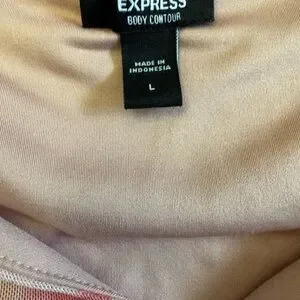 EXPRESS
BODY CONTOUR
MADE IN
INDONESIA
L